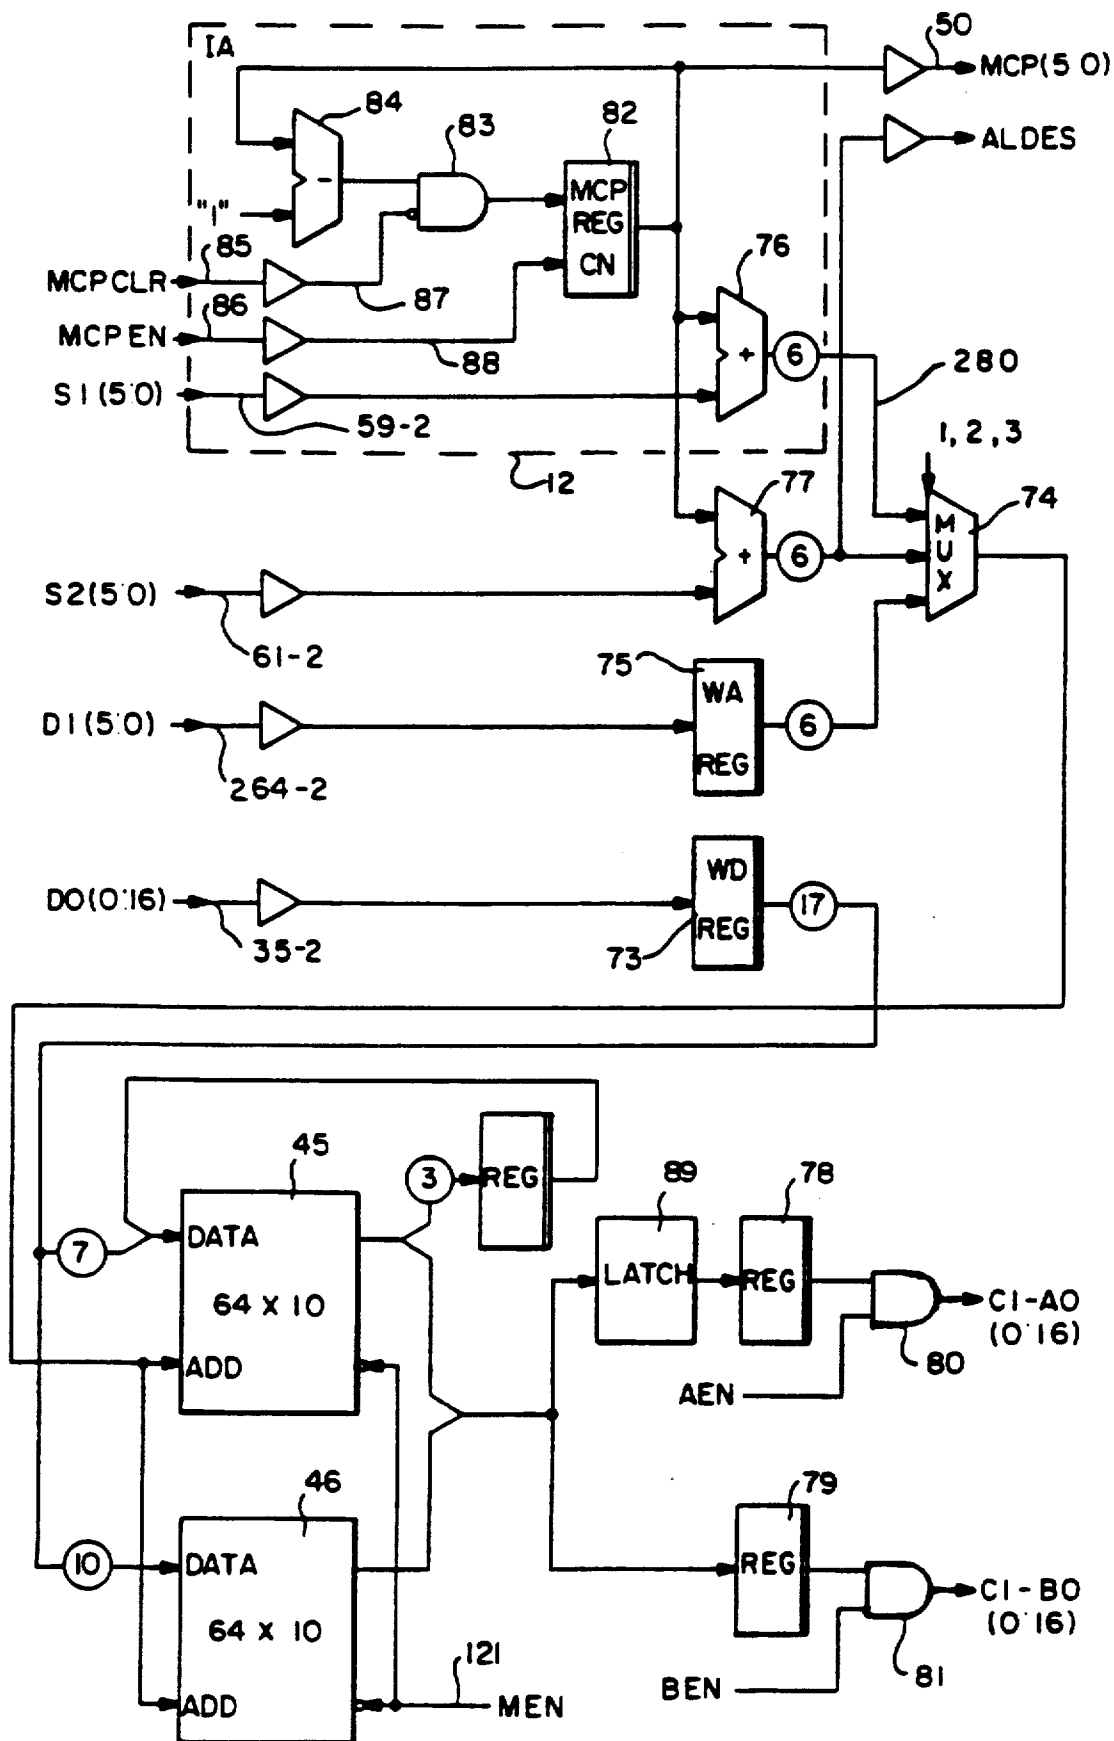 IA
50
MCP(5 0)
84
83
82
ALDES
MCP
REG
CN
-
"1"
85
MCPCLR
87
76
86
MCPEN
88
+
6
280
S1(5:0)
59-2
1, 2, 3
12
77
74
M
U
X
+
6
S2(5:0)
61-2
75
WA
REG
6
D1(5:0)
264-2
WD
REG
17
D0(0:16)
35-2
73
45
3
REG
89
78
7
DATA
64 X 10
ADD
LATCH
REG
C1-A0
(0:16)
80
AEN
46
79
10
DATA
64 X 10
ADD
REG
C1-B0
(0:16)
81
121
MEN
BEN